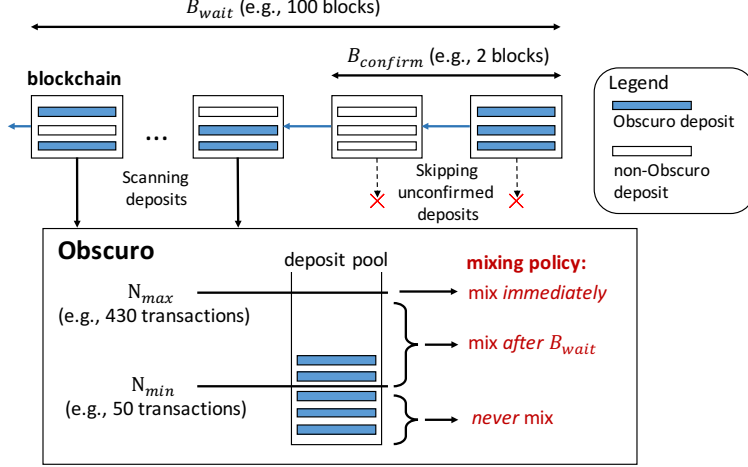 B_wait (e.g., 100 blocks)
B_confirm (e.g., 2 blocks)
blockchain
...
Scanning
deposits
Skipping
unconfirmed
deposits
Legend
Obscuro deposit
non-Obscuro
deposit
Obscuro
deposit pool
mixing policy:
N_max
(e.g., 430 transactions)
mix immediately
mix after B_wait
N_min
(e.g., 50 transactions)
never mix